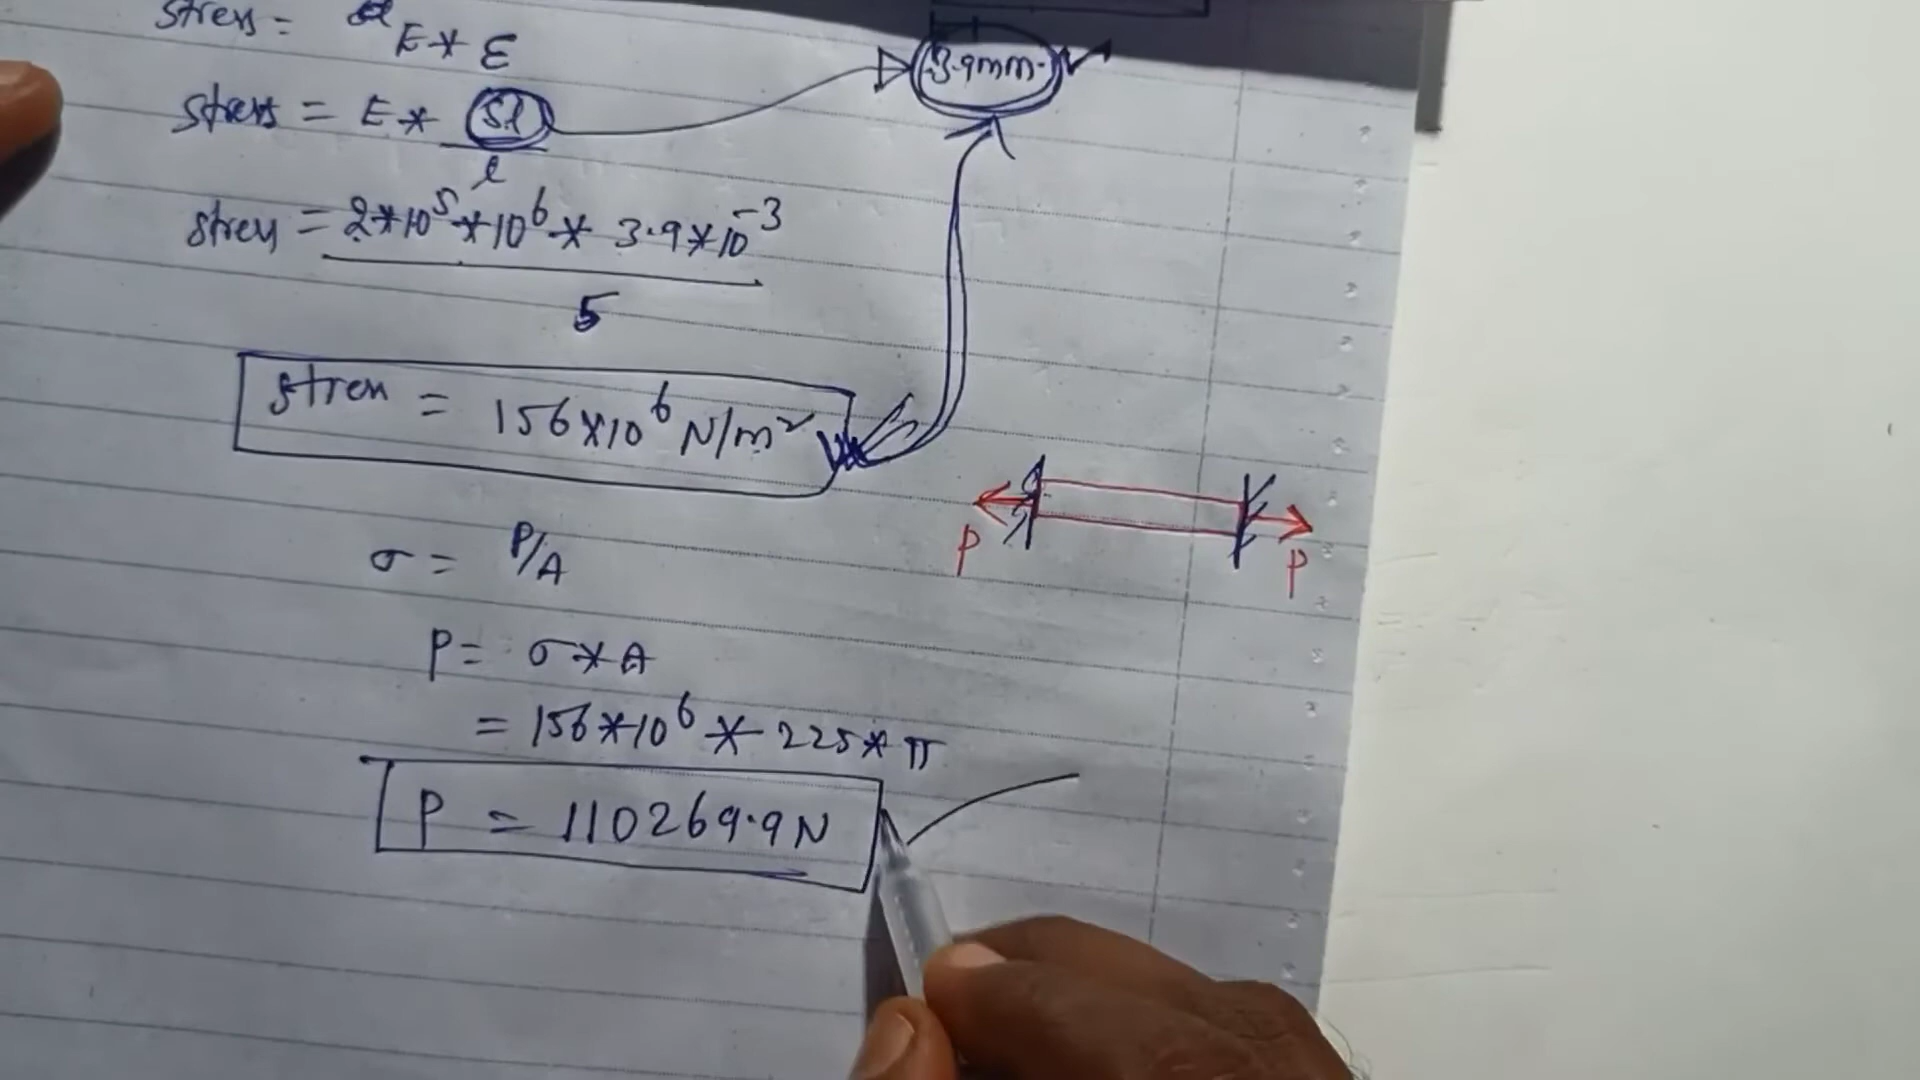 stress = E * ε
3.9mm
stress = E * δl
l
stress = 2*10^5 *10^6 * 3.9*10^-3
5
stress = 156×10^6 N/m²
σ = P/A
P P
P = σ*A
= 156*10^6 * 225*π
P = 110269.9N